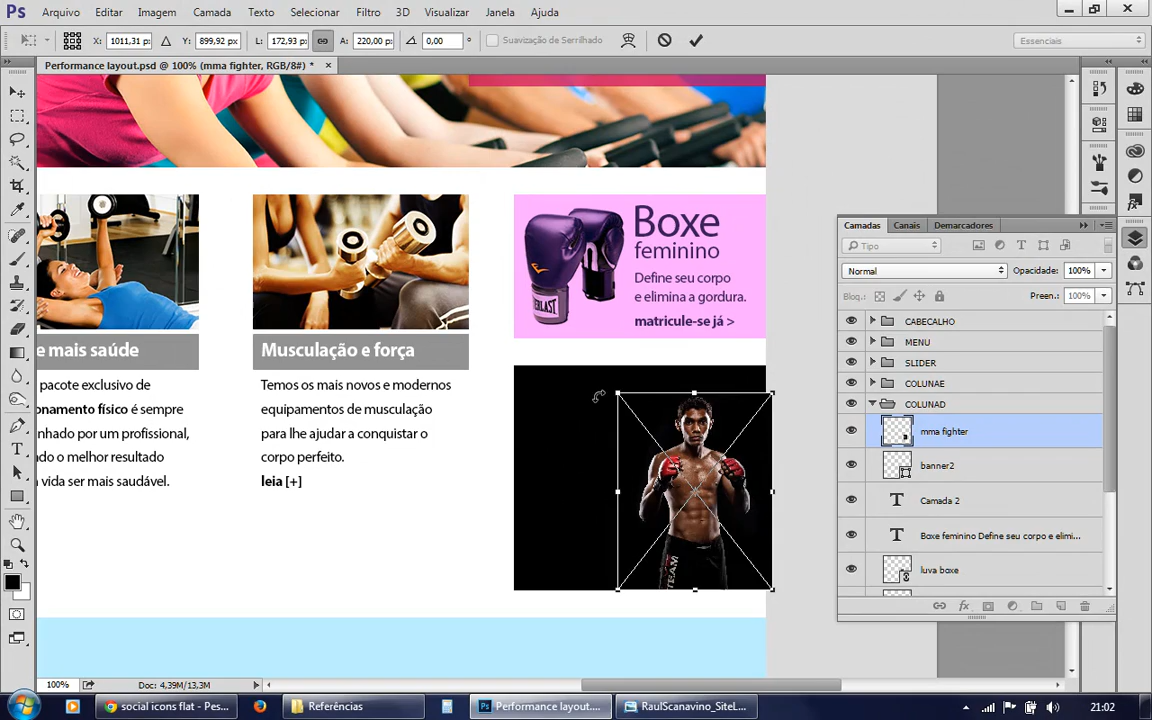 Ps Arquivo Editar Imagem Camada Texto Selecionar Filtro 3D Visualizar Janela Ajuda
X: 1011,31 p: Y: 899,92 px L: 172,93 p: A: 220,00 p: 0,00 ° Suavização de Serrilhado Essenciais
Performance layout.psd @ 100% (mma fighter, RGB/8#) * ×
Boxe
feminino
Define seu corpo
e elimina a gordura.
matricule-se já >
EVERLAST
e mais saúde
Musculação e força
pacote exclusivo de
onamento físico é sempre
nhado por um profissional,
do o melhor resultado
vida ser mais saudável.
Temos os mais novos e modernos
equipamentos de musculação
para lhe ajudar a conquistar o
corpo perfeito.
leia [+]
TEAM
Camadas Canais Demarcadores
Tipo
Normal Opacidade: 100%
Bloq.: Preen.: 100%
CABECALHO
MENU
SLIDER
COLUNAE
COLUNAD
mma fighter
banner2
T Camada 2
T Boxe feminino Define seu corpo e elimi...
luva boxe
fx
100% Doc: 4,39M/13,3M
social icons flat - Pes...
Referências
Ps Performance layout....
RaulScanavino_SiteL...
21:02